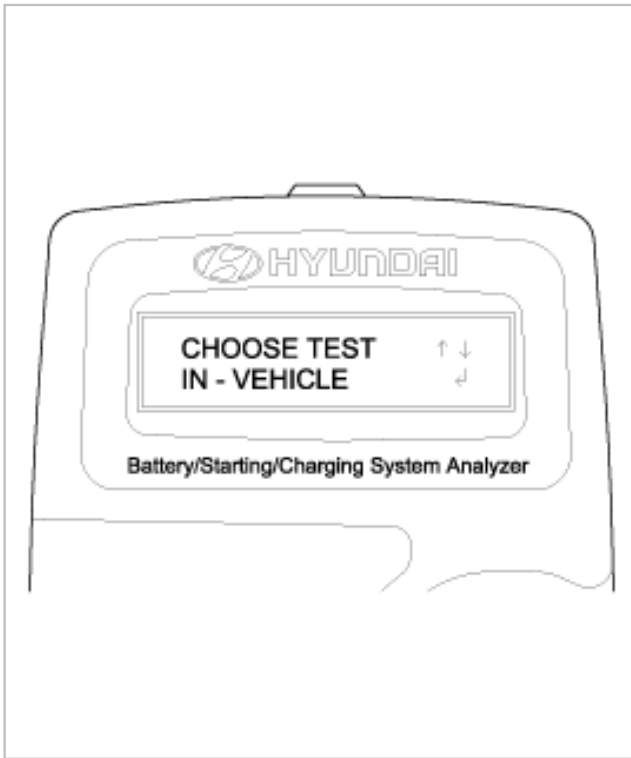 HYUNDAI
CHOOSE TEST ↑ ↓
IN - VEHICLE ↵
Battery/Starting/Charging System Analyzer